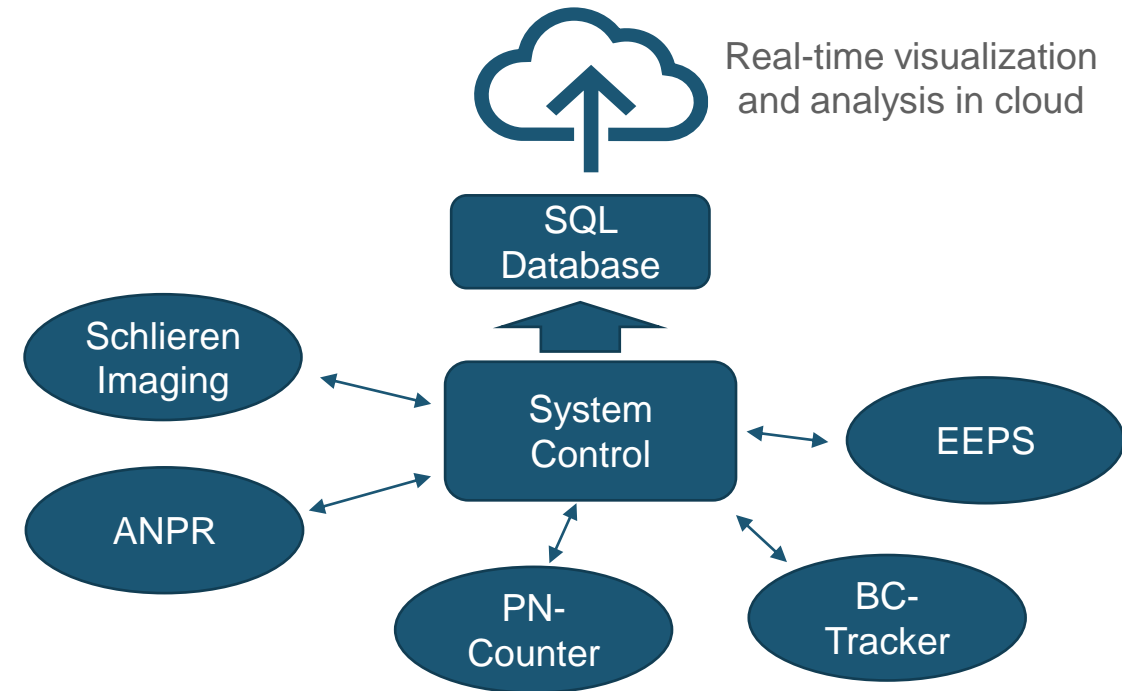 Real-time visualization
and analysis in cloud
SQL
Database
Schlieren
Imaging
System
Control
EEPS
ANPR
PN-
Counter
BC-
Tracker